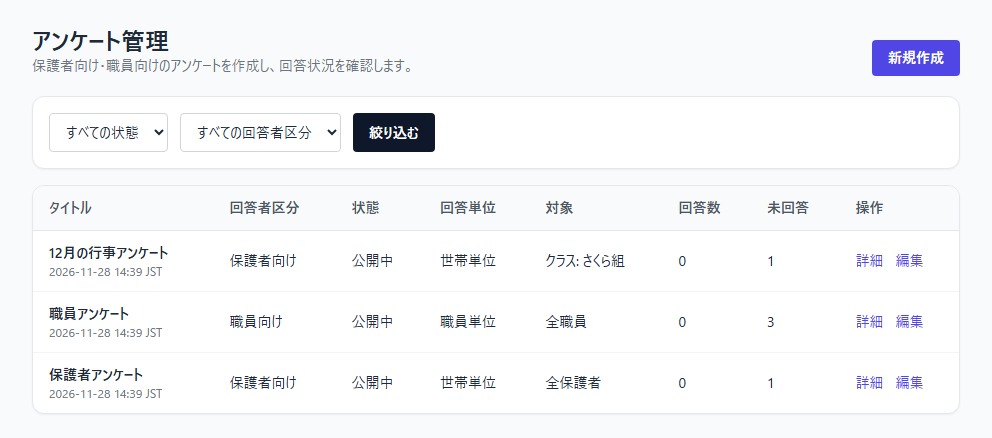 アンケート管理
保護者向け・職員向けのアンケートを作成し、回答状況を確認します。
新規作成
すべての状態 すべての回答者区分 絞り込む
タイトル 回答者区分 状態 回答単位 対象 回答数 未回答 操作
12月の行事アンケート
2026-11-28 14:39 JST
保護者向け 公開中 世帯単位 クラス: さくら組 0 1 詳細 編集
職員アンケート
2026-11-28 14:39 JST
職員向け 公開中 職員単位 全職員 0 3 詳細 編集
保護者アンケート
2026-11-28 14:39 JST
保護者向け 公開中 世帯単位 全保護者 0 1 詳細 編集